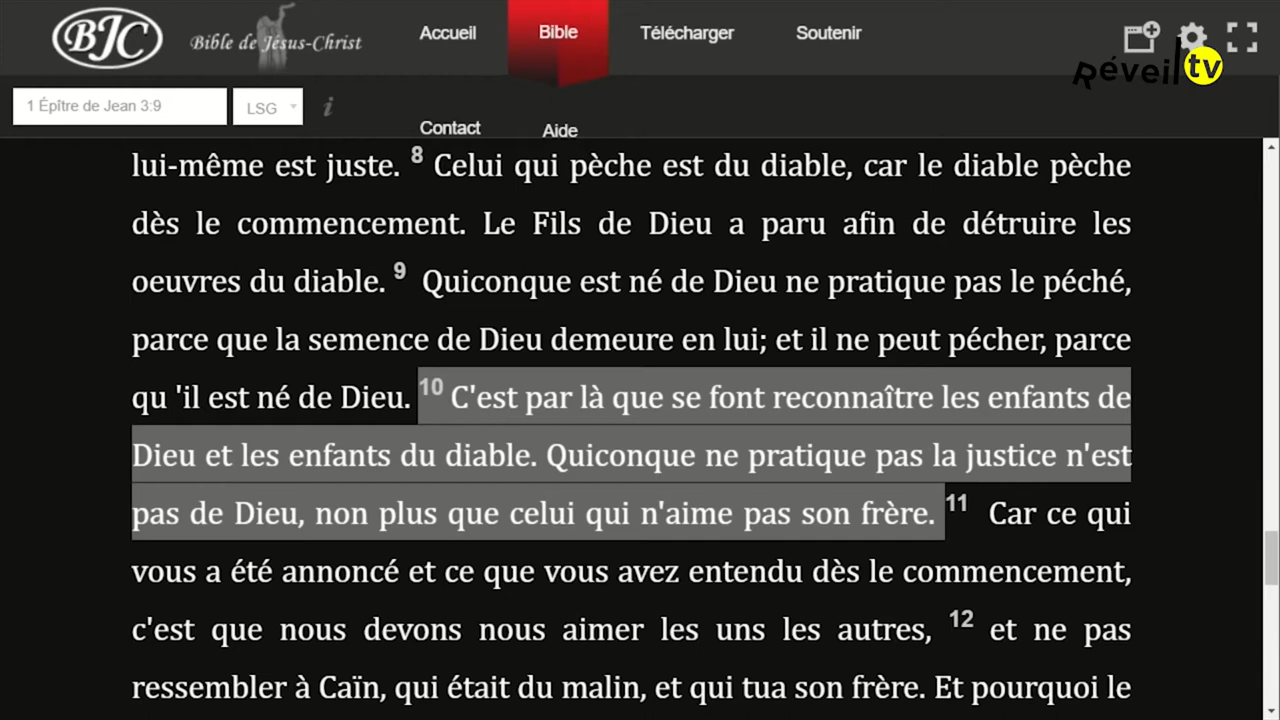 BJC
Bible de Jésus-Christ
Accueil
Bible
Télécharger
Soutenir
Réveil tv
1 Épître de Jean 3:9
LSG
i
Contact
Aide
lui-même est juste. 8 Celui qui pèche est du diable, car le diable pèche
dès le commencement. Le Fils de Dieu a paru afin de détruire les
oeuvres du diable. 9 Quiconque est né de Dieu ne pratique pas le péché,
parce que la semence de Dieu demeure en lui; et il ne peut pécher, parce
qu 'il est né de Dieu. 10 C'est par là que se font reconnaître les enfants de
Dieu et les enfants du diable. Quiconque ne pratique pas la justice n'est
pas de Dieu, non plus que celui qui n'aime pas son frère. 11 Car ce qui
vous a été annoncé et ce que vous avez entendu dès le commencement,
c'est que nous devons nous aimer les uns les autres, 12 et ne pas
ressembler à Caïn, qui était du malin, et qui tua son frère. Et pourquoi le